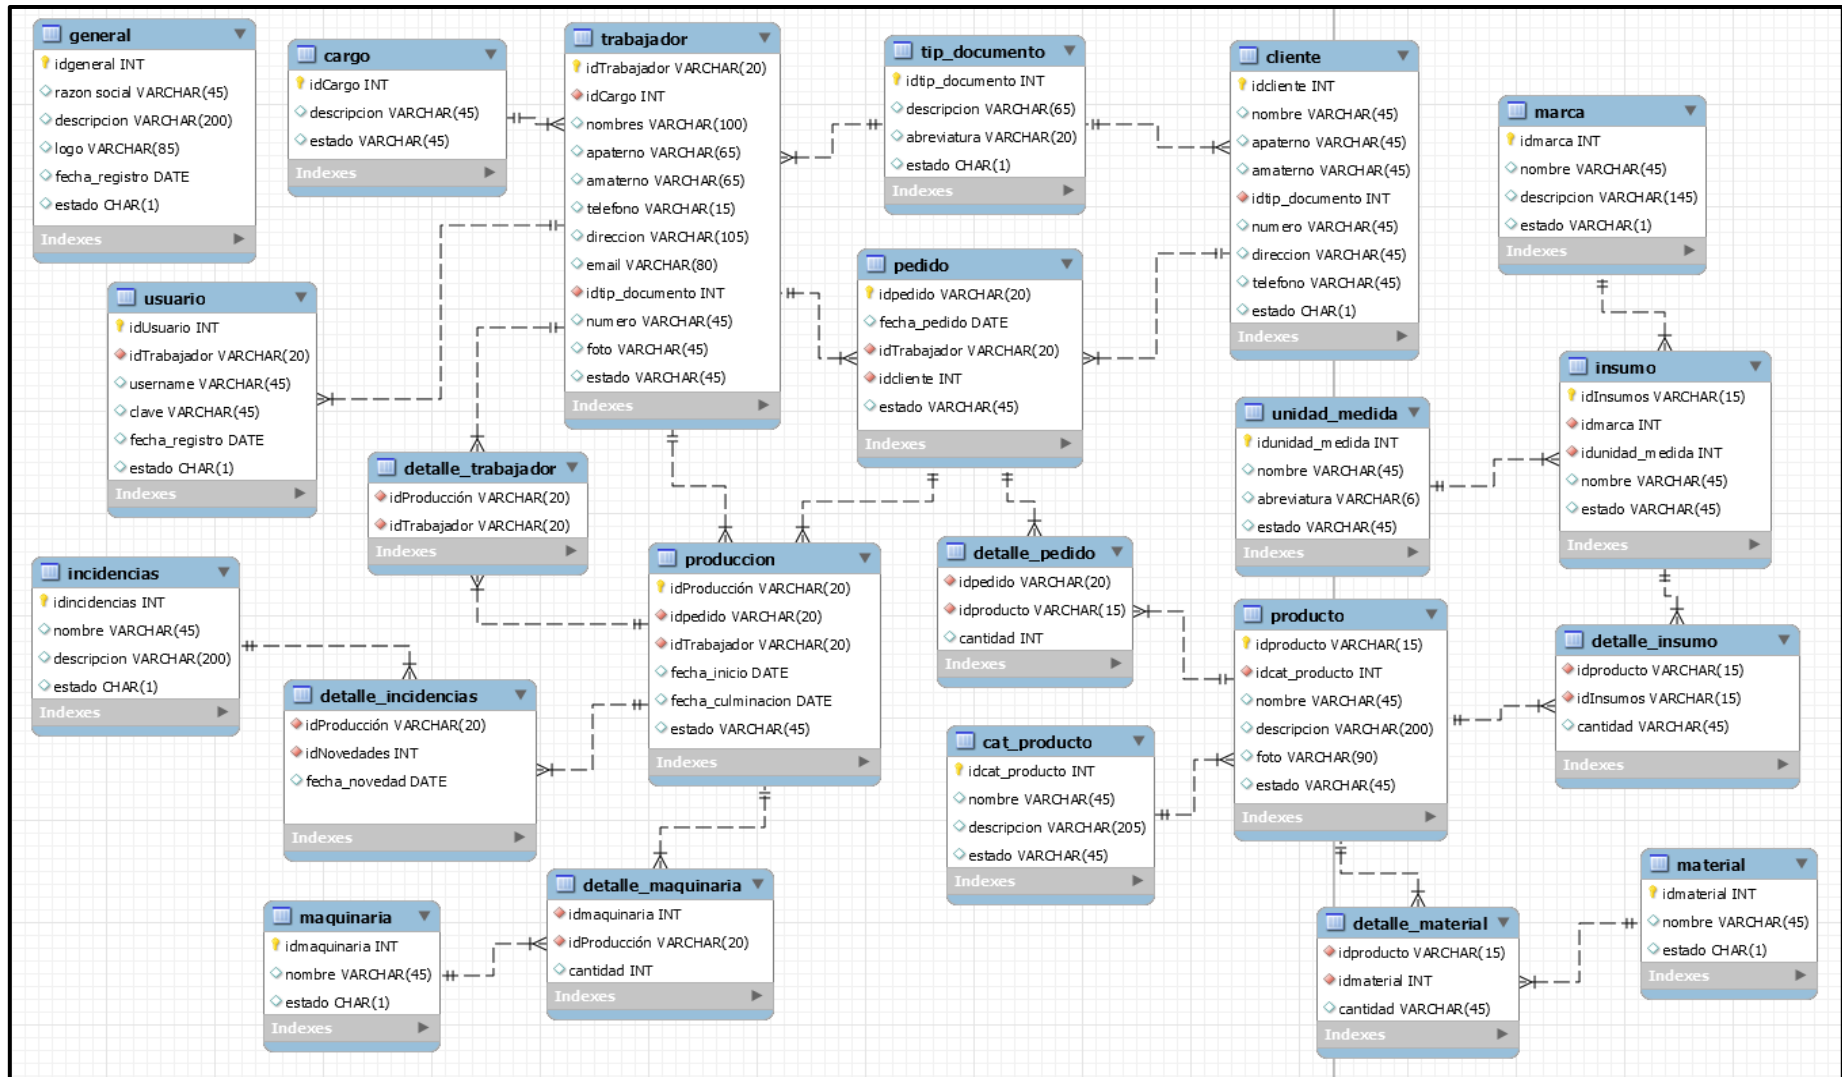 general
idgeneral INT
razon social VARCHAR(45)
descripcion VARCHAR(200)
logo VARCHAR(85)
fecha_registro DATE
estado CHAR(1)
Indexes
cargo
idCargo INT
descripcion VARCHAR(45)
estado VARCHAR(45)
Indexes
trabajador
idTrabajador VARCHAR(20)
idCargo INT
nombres VARCHAR(100)
apaterno VARCHAR(65)
amaterno VARCHAR(65)
telefono VARCHAR(15)
direccion VARCHAR(105)
email VARCHAR(80)
idtip_documento INT
numero VARCHAR(45)
foto VARCHAR(45)
estado VARCHAR(45)
Indexes
tip_documento
idtip_documento INT
descripcion VARCHAR(65)
abreviatura VARCHAR(20)
estado CHAR(1)
Indexes
cliente
idcliente INT
nombre VARCHAR(45)
apaterno VARCHAR(45)
amaterno VARCHAR(45)
idtip_documento INT
numero VARCHAR(45)
direccion VARCHAR(45)
telefono VARCHAR(45)
estado CHAR(1)
Indexes
marca
idmarca INT
nombre VARCHAR(45)
descripcion VARCHAR(145)
estado VARCHAR(1)
Indexes
usuario
idUsuario INT
idTrabajador VARCHAR(20)
username VARCHAR(45)
clave VARCHAR(45)
fecha_registro DATE
estado CHAR(1)
Indexes
pedido
idpedido VARCHAR(20)
fecha_pedido DATE
idTrabajador VARCHAR(20)
idcliente INT
estado VARCHAR(45)
Indexes
unidad_medida
idunidad_medida INT
nombre VARCHAR(45)
abreviatura VARCHAR(6)
estado VARCHAR(45)
Indexes
insumo
idInsumos VARCHAR(15)
idmarca INT
idunidad_medida INT
nombre VARCHAR(45)
estado VARCHAR(45)
Indexes
detalle_trabajador
idProducción VARCHAR(20)
idTrabajador VARCHAR(20)
Indexes
incidencias
idincidencias INT
nombre VARCHAR(45)
descripcion VARCHAR(200)
estado CHAR(1)
Indexes
produccion
idProducción VARCHAR(20)
idpedido VARCHAR(20)
idTrabajador VARCHAR(20)
fecha_inicio DATE
fecha_culminacion DATE
estado VARCHAR(45)
Indexes
detalle_pedido
idpedido VARCHAR(20)
idproducto VARCHAR(15)
cantidad INT
Indexes
producto
idproducto VARCHAR(15)
idcat_producto INT
nombre VARCHAR(45)
descripcion VARCHAR(200)
foto VARCHAR(90)
estado VARCHAR(45)
Indexes
detalle_insumo
idproducto VARCHAR(15)
idInsumos VARCHAR(15)
cantidad VARCHAR(45)
Indexes
detalle_incidencias
idProducción VARCHAR(20)
idNovedades INT
fecha_novedad DATE
Indexes
cat_producto
idcat_producto INT
nombre VARCHAR(45)
descripcion VARCHAR(205)
estado VARCHAR(45)
Indexes
maquinaria
idmaquinaria INT
nombre VARCHAR(45)
estado CHAR(1)
Indexes
detalle_maquinaria
idmaquinaria INT
idProducción VARCHAR(20)
cantidad INT
Indexes
detalle_material
idproducto VARCHAR(15)
idmaterial INT
cantidad VARCHAR(45)
Indexes
material
idmaterial INT
nombre VARCHAR(45)
estado CHAR(1)
Indexes